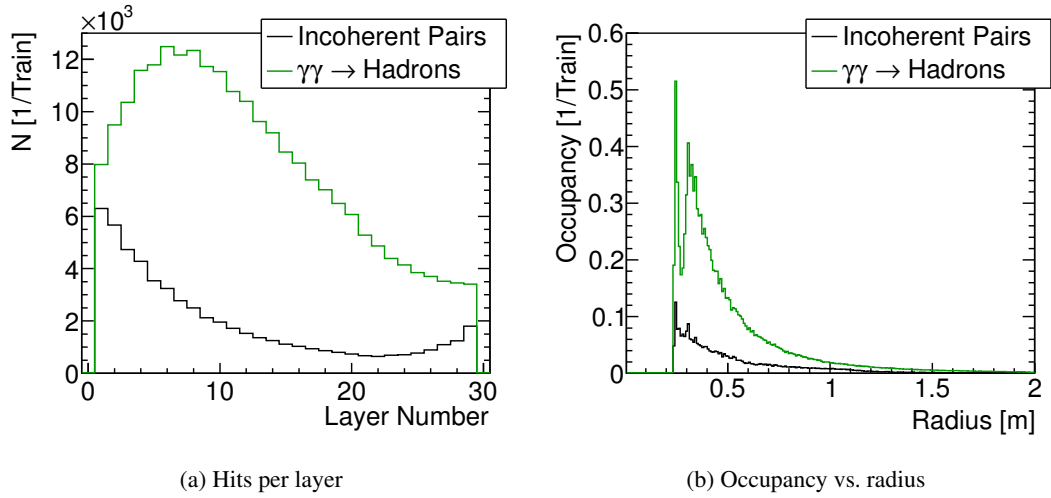 ×10³
N [1/Train]
12
10
8
6
4
2
0
0 10 20 30
Layer Number
Incoherent Pairs
γγ → Hadrons
(a) Hits per layer
Occupancy [1/Train]
0.6
0.5
0.4
0.3
0.2
0.1
0
0.5 1 1.5 2
Radius [m]
Incoherent Pairs
γγ → Hadrons
(b) Occupancy vs. radius